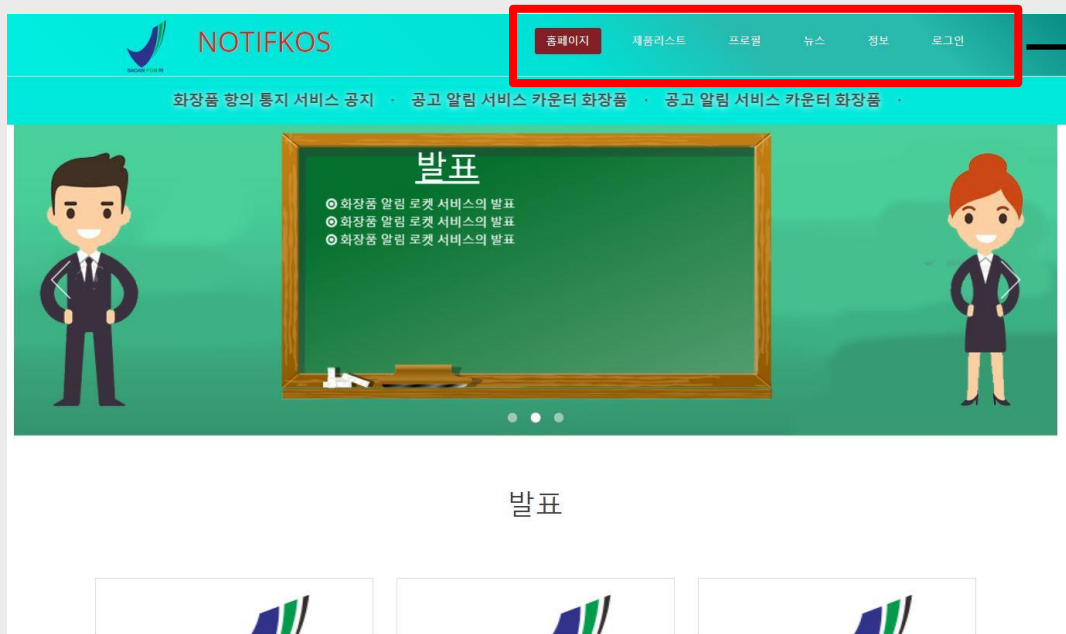 NOTIFKOS
BADAN POM RI
홈페이지 제품리스트 프로필 뉴스 정보 로그인
화장품 항의 통지 서비스 공지 · 공고 알림 서비스 카운터 화장품 · 공고 알림 서비스 카운터 화장품 ·
발표
화장품 알림 로켓 서비스의 발표
화장품 알림 로켓 서비스의 발표
화장품 알림 로켓 서비스의 발표
발표